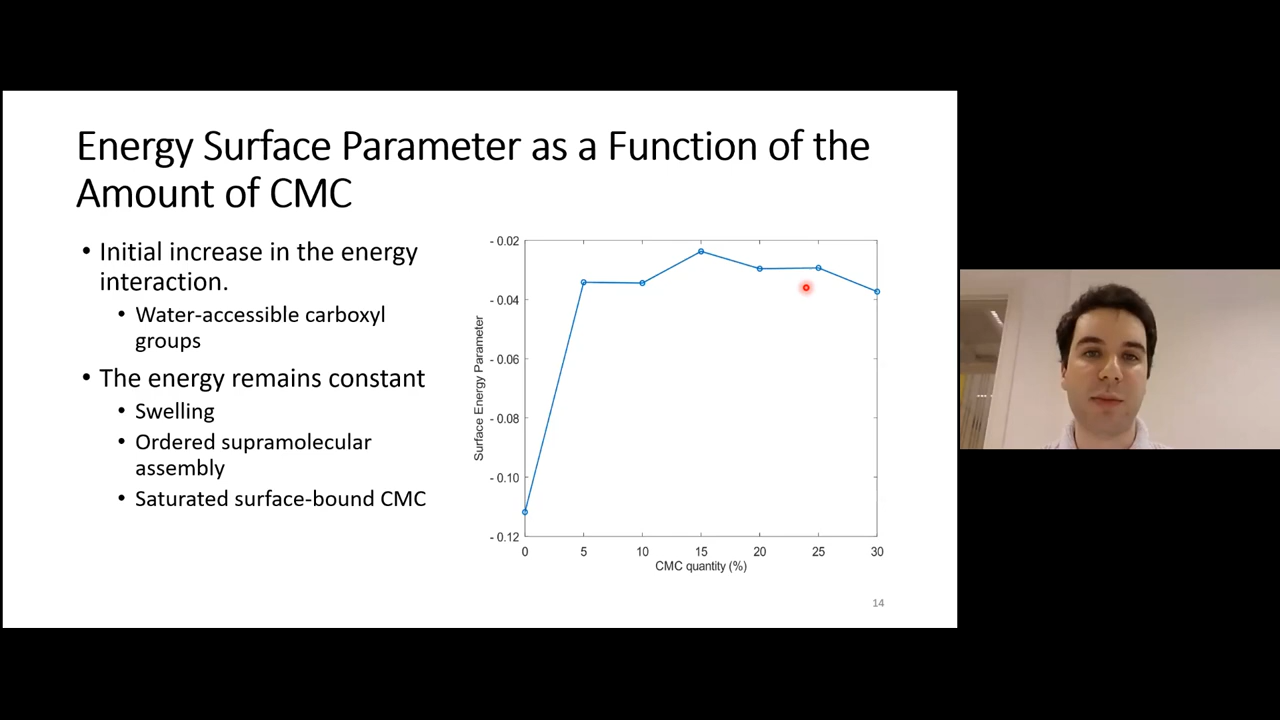 Energy Surface Parameter as a Function of the
Amount of CMC
• Initial increase in the energy
interaction.
• Water-accessible carboxyl
groups
• The energy remains constant
• Swelling
• Ordered supramolecular
assembly
• Saturated surface-bound CMC
- 0.02
- 0.04
- 0.06
- 0.08
- 0.10
- 0.12
Surface Energy Parameter
0 5 10 15 20 25 30
CMC quantity (%)
14